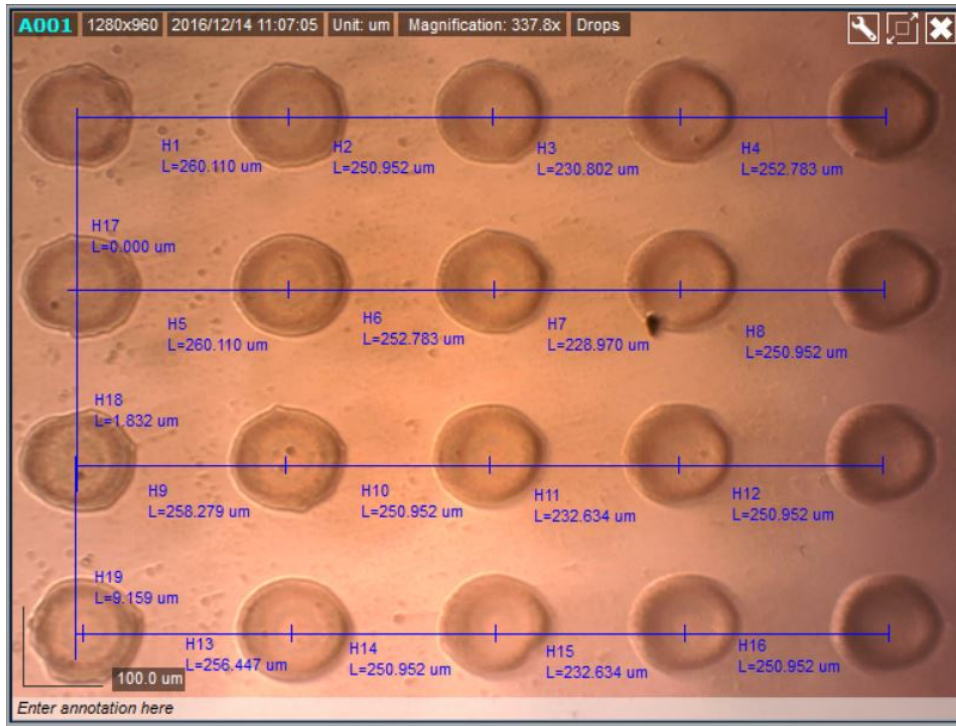 A001 1280x960 2016/12/14 11:07:05 Unit: um Magnification: 337.8x Drops
H1
L=260.110 um
H2
L=250.952 um
H3
L=230.802 um
H4
L=252.783 um
H17
L=0.000 um
H5
L=260.110 um
H6
L=252.783 um
H7
L=228.970 um
H8
L=250.952 um
H18
L=1.832 um
H9
L=258.279 um
H10
L=250.952 um
H11
L=232.634 um
H12
L=250.952 um
H19
L=9.159 um
H13
L=256.447 um
H14
L=250.952 um
H15
L=232.634 um
H16
L=250.952 um
100.0 um
Enter annotation here